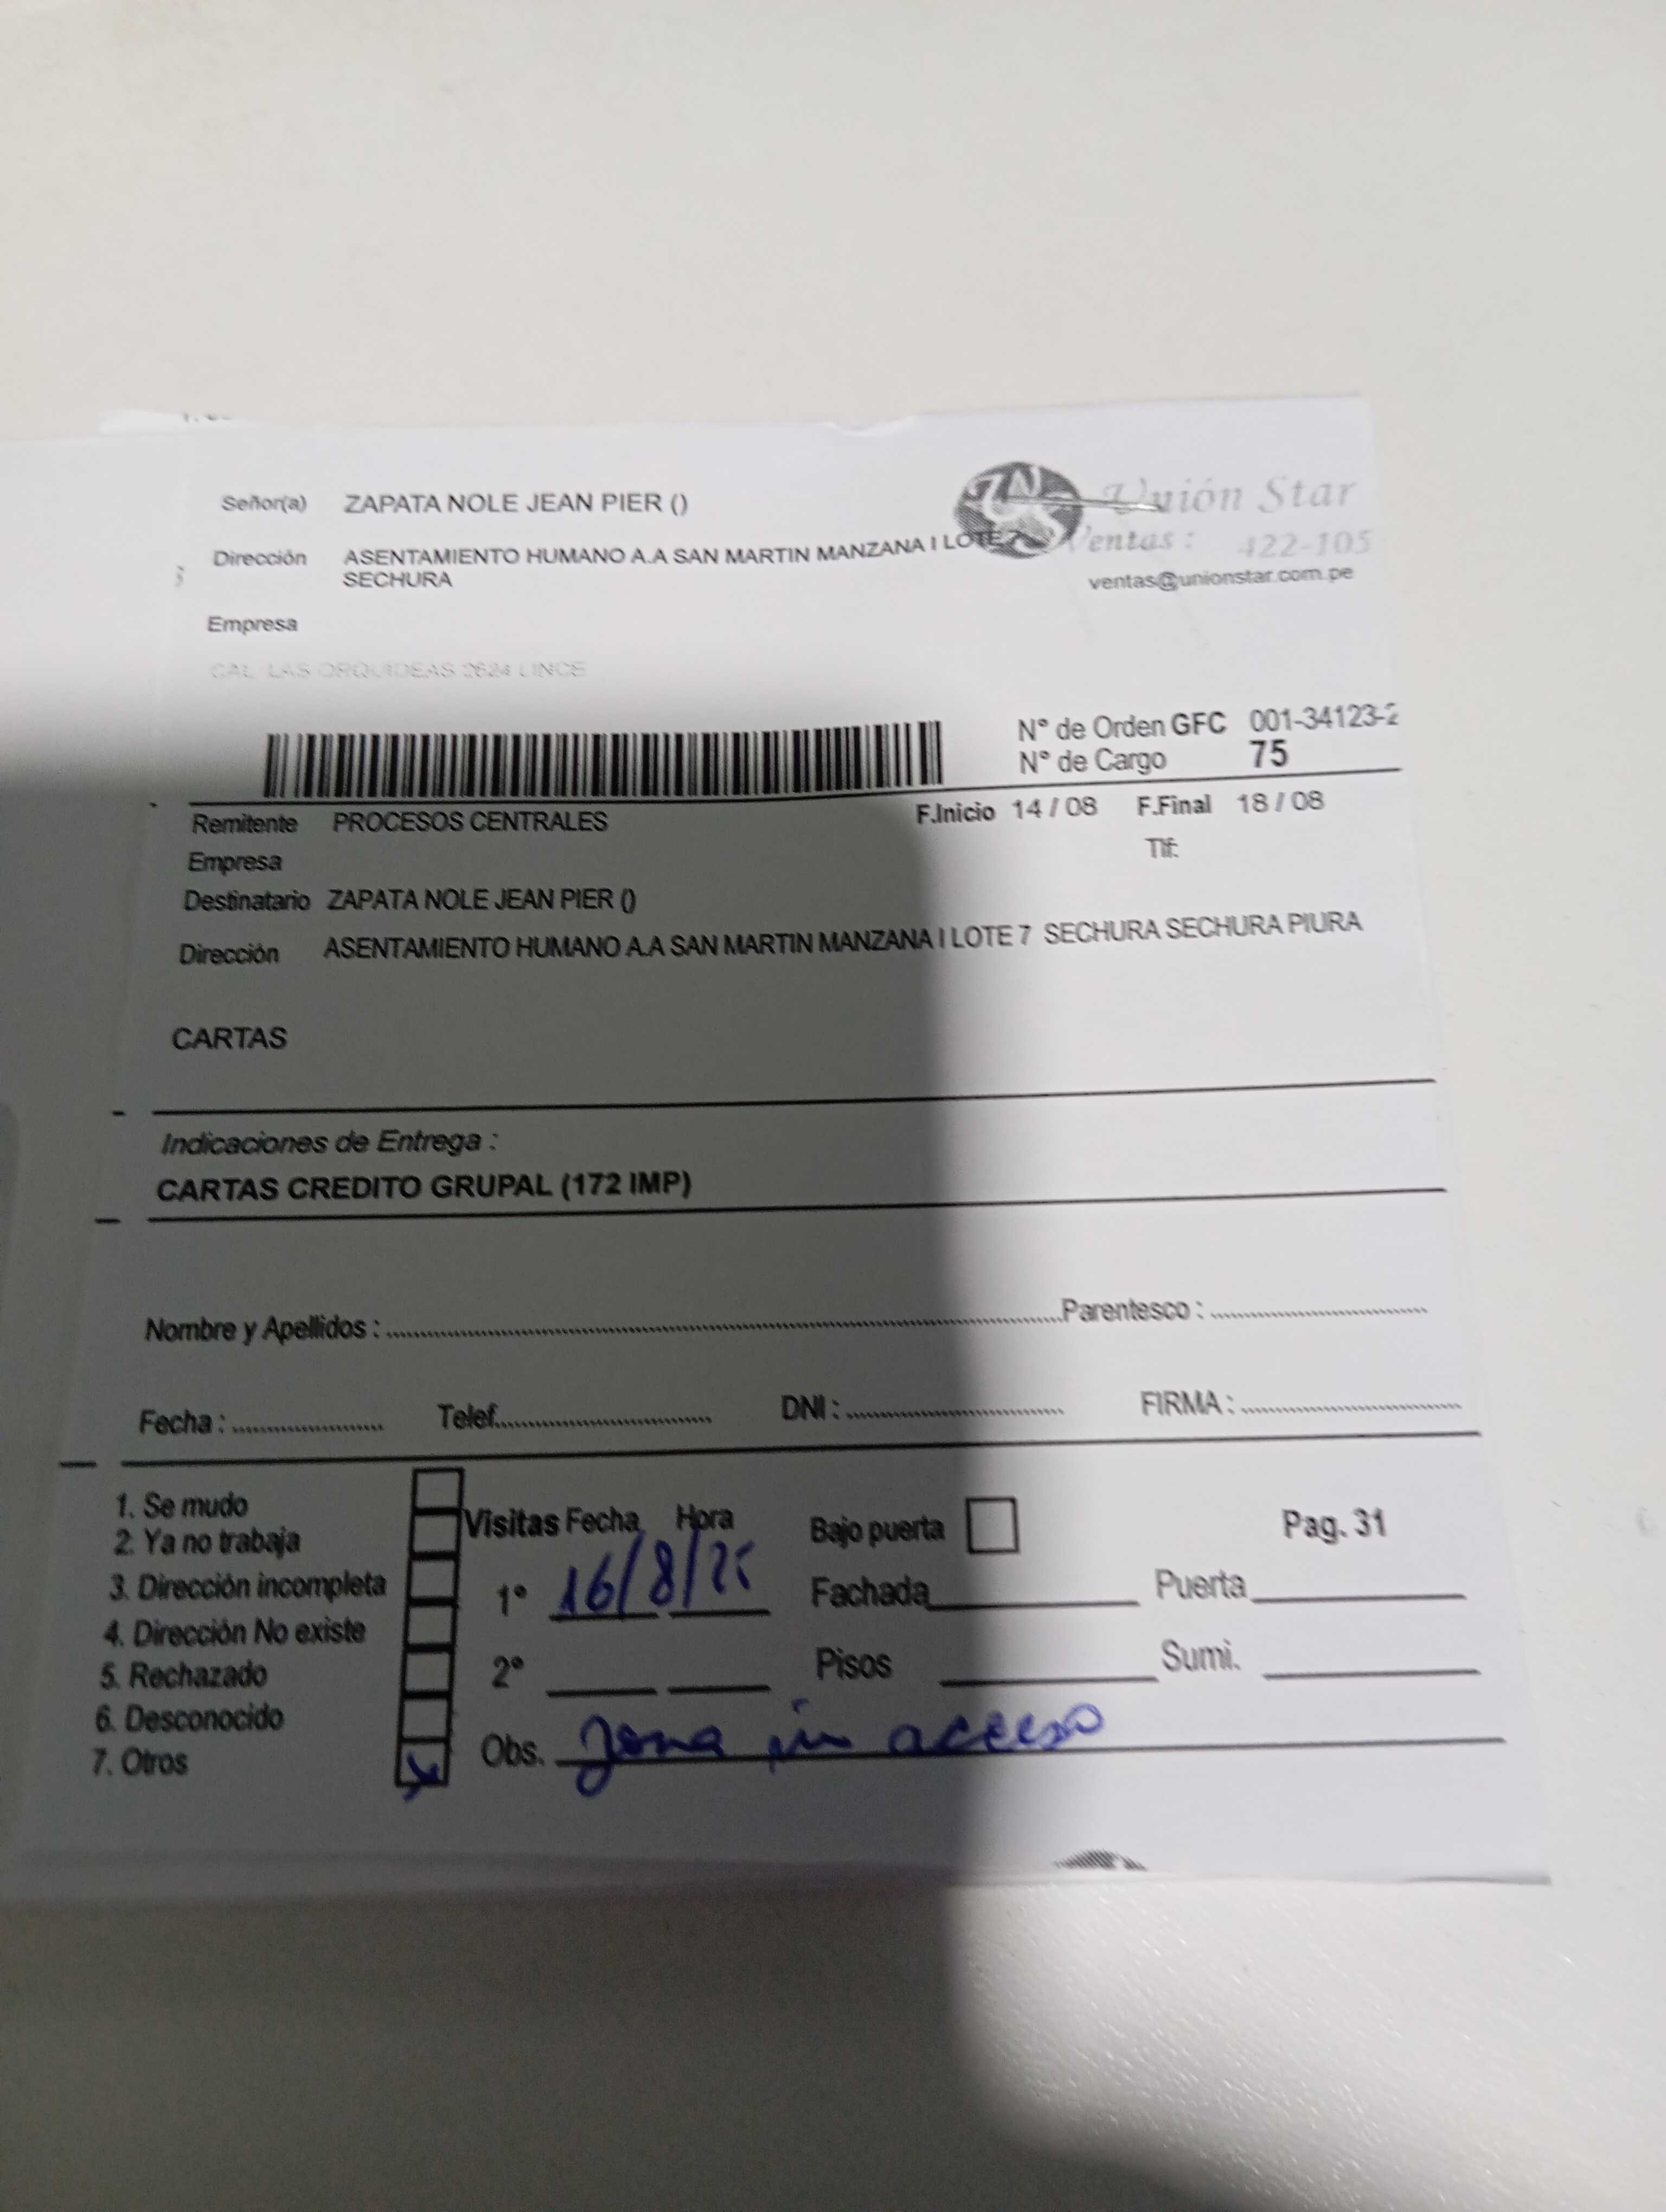 Señor(a) ZAPATA NOLE JEAN PIER ()
Unión Star
Dirección ASENTAMIENTO HUMANO A.A SAN MARTIN MANZANA I LOTE 7
SECHURA
Ventas : 422-105
ventas@unionstar.com.pe
Empresa
CAL LAS ORQUIDEAS 2624 LINCE
N° de Orden GFC 001-34123-2
N° de Cargo 75
Remitente PROCESOS CENTRALES F.Inicio 14 / 08 F.Final 18 / 08
Empresa Tlf:
Destinatario ZAPATA NOLE JEAN PIER ()
Dirección ASENTAMIENTO HUMANO A.A SAN MARTIN MANZANA I LOTE 7 SECHURA SECHURA PIURA
CARTAS
Indicaciones de Entrega :
CARTAS CREDITO GRUPAL (172 IMP)
Nombre y Apellidos : Parentesco :
Fecha : Telef. DNI : FIRMA :
1. Se mudo
2. Ya no trabaja
3. Dirección incompleta
4. Dirección No existe
5. Rechazado
6. Desconocido
7. Otros
Visitas Fecha Hora Bajo puerta Pag. 31
1° 16/8/25 Fachada Puerta
2° Pisos Sumi.
Obs. zona sin acceso